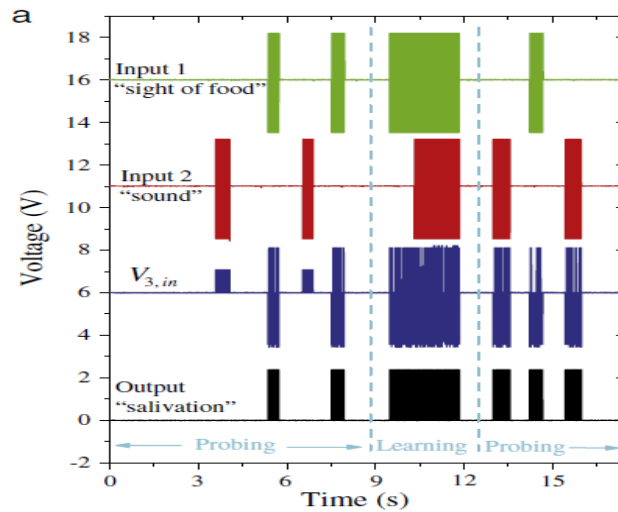 a
18
16
14
12
10
8
6
4
2
0
-2
Voltage (V)
Input 1
“sight of food”
Input 2
“sound”
V3, in
Output
“salivation”
Probing
Learning
Probing
0 3 6 9 12 15
Time (s)